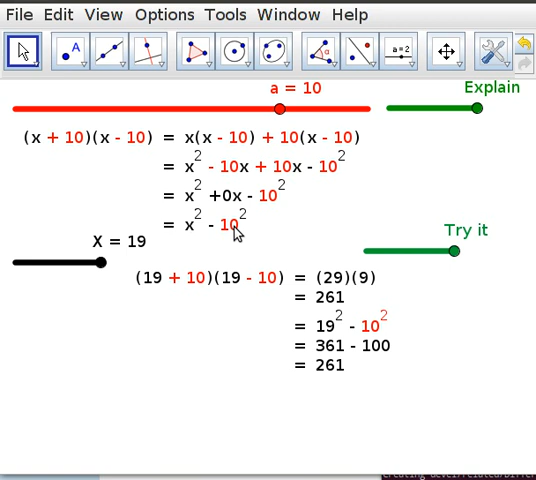 File Edit View Options Tools Window Help
A
α
a=2
a = 10
Explain
(x + 10)(x - 10) = x(x - 10) + 10(x - 10)
= x² - 10x + 10x - 10²
= x² +0x - 10²
= x² - 10²
X = 19
Try it
(19 + 10)(19 - 10) = (29)(9)
= 261
= 19² - 10²
= 361 - 100
= 261